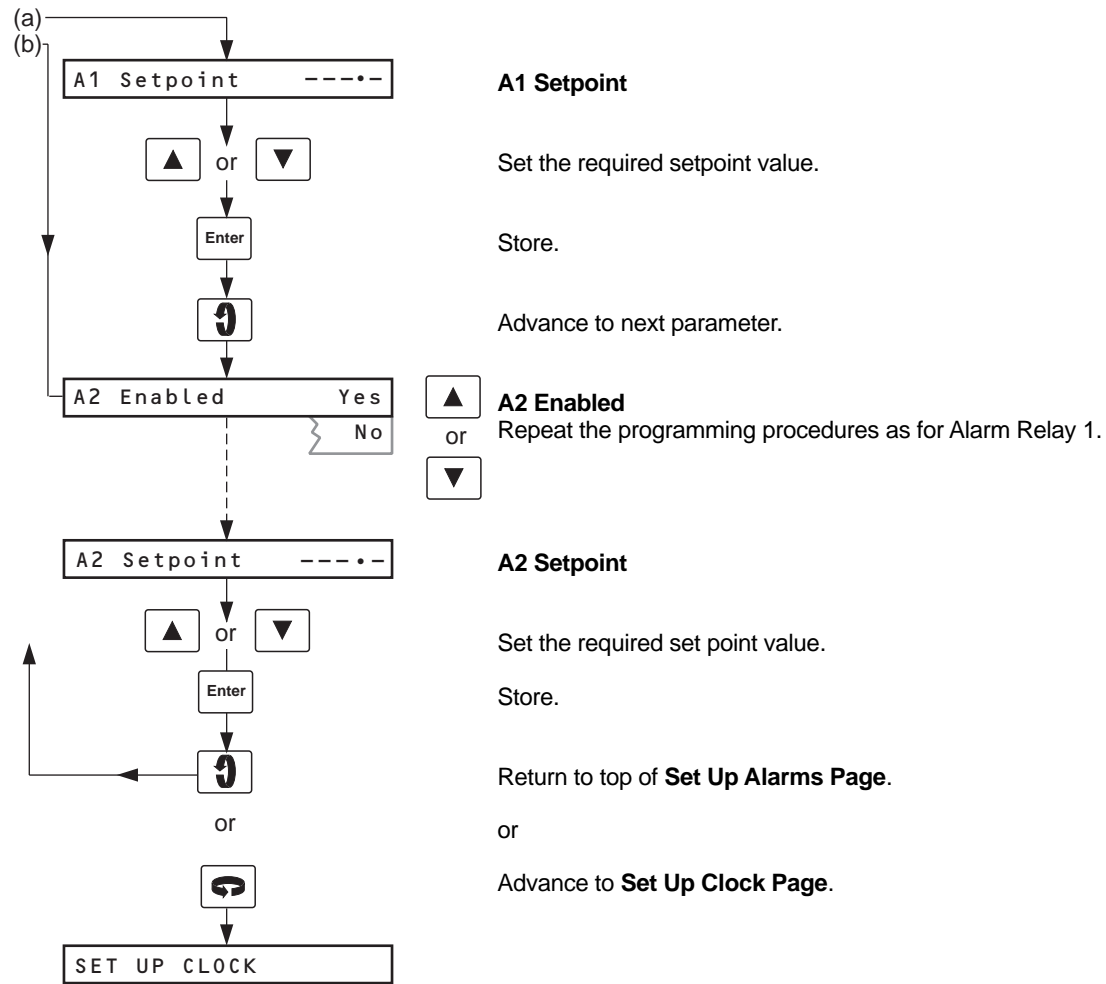 (a)
(b)
A1 Setpoint ---•-
A1 Setpoint
▲ or ▼
Set the required setpoint value.
Enter
Store.
Advance to next parameter.
A2 Enabled Yes
No
▲
or
▼
A2 Enabled
Repeat the programming procedures as for Alarm Relay 1.
A2 Setpoint ---•-
A2 Setpoint
▲ or ▼
Set the required set point value.
Enter
Store.
Return to top of Set Up Alarms Page.
or
or
Advance to Set Up Clock Page.
SET UP CLOCK